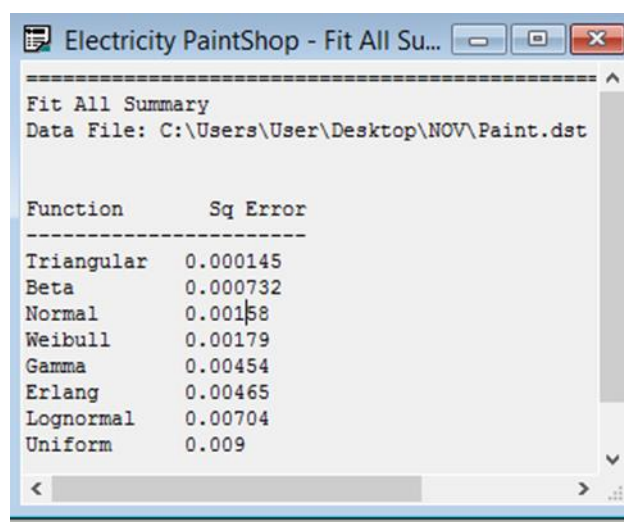 Electricity PaintShop - Fit All Su...
==================================================
Fit All Summary
Data File: C:\Users\User\Desktop\NOV\Paint.dst
Function Sq Error
------------------------
Triangular 0.000145
Beta 0.000732
Normal 0.00158
Weibull 0.00179
Gamma 0.00454
Erlang 0.00465
Lognormal 0.00704
Uniform 0.009